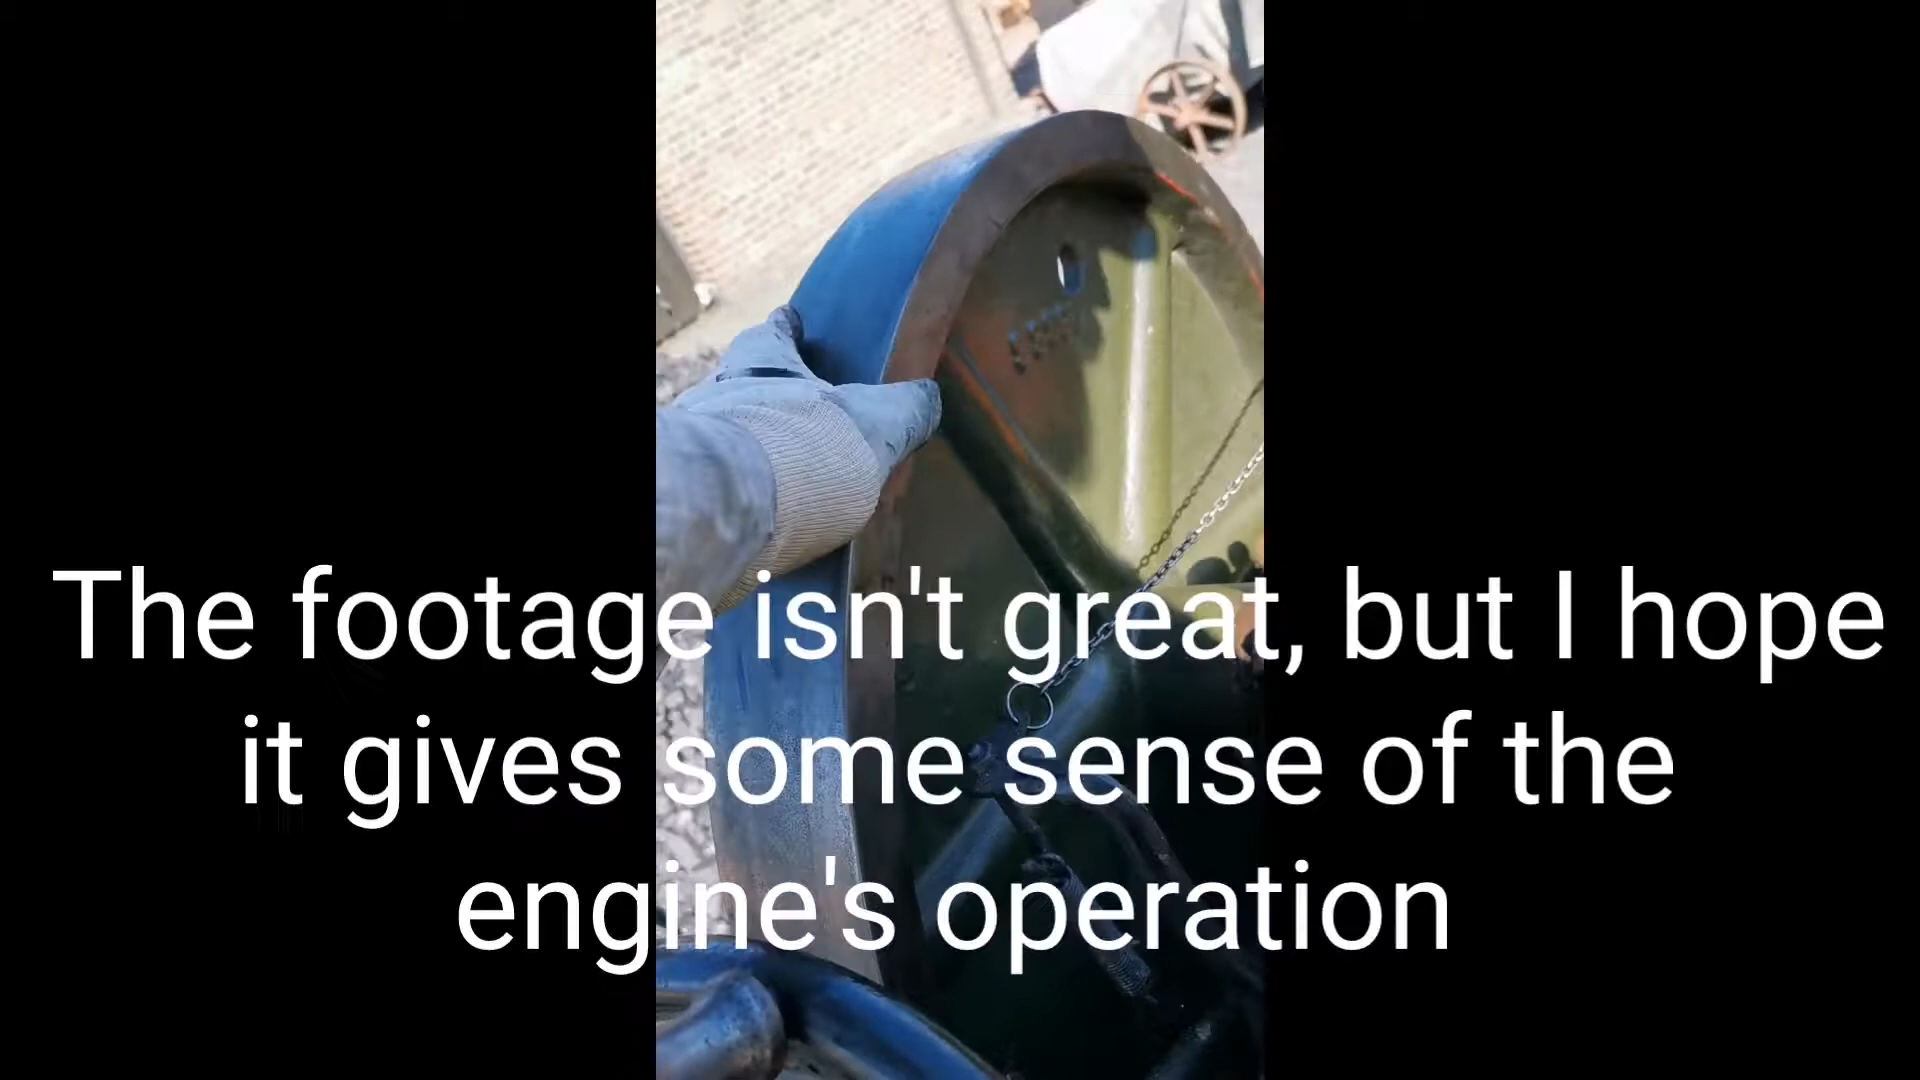 The footage isn't great, but I hope
it gives some sense of the
engine's operation